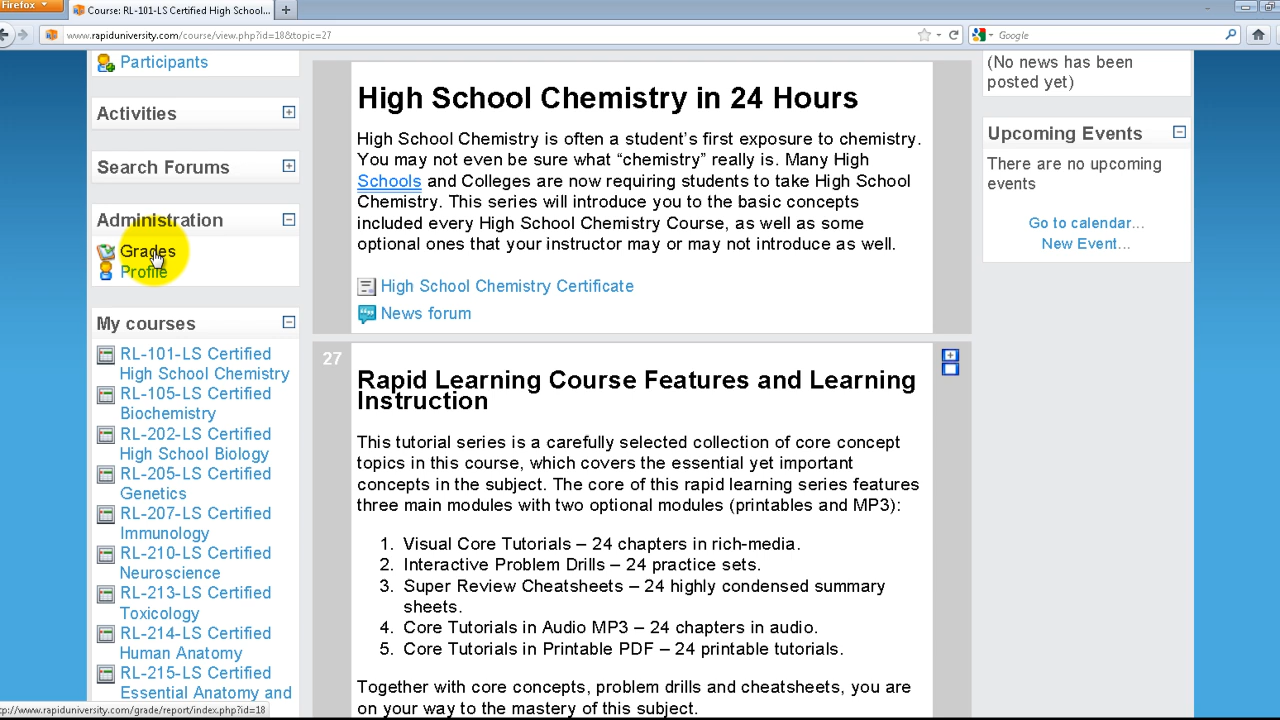 Firefox
Course: RL-101-LS Certified High School...
www.rapiduniversity.com/course/view.php?id=18&topic=27
Google
Participants
Activities
Search Forums
Administration
Grades
Profile
My courses
RL-101-LS Certified
High School Chemistry
RL-105-LS Certified
Biochemistry
RL-202-LS Certified
High School Biology
RL-205-LS Certified
Genetics
RL-207-LS Certified
Immunology
RL-210-LS Certified
Neuroscience
RL-213-LS Certified
Toxicology
RL-214-LS Certified
Human Anatomy
RL-215-LS Certified
Essential Anatomy and
High School Chemistry in 24 Hours
High School Chemistry is often a student's first exposure to chemistry.
You may not even be sure what “chemistry” really is. Many High
Schools and Colleges are now requiring students to take High School
Chemistry. This series will introduce you to the basic concepts
included every High School Chemistry Course, as well as some
optional ones that your instructor may or may not introduce as well.
High School Chemistry Certificate
News forum
27
Rapid Learning Course Features and Learning
Instruction
This tutorial series is a carefully selected collection of core concept
topics in this course, which covers the essential yet important
concepts in the subject. The core of this rapid learning series features
three main modules with two optional modules (printables and MP3):
1. Visual Core Tutorials – 24 chapters in rich-media.
2. Interactive Problem Drills – 24 practice sets.
3. Super Review Cheatsheets – 24 highly condensed summary
sheets.
4. Core Tutorials in Audio MP3 – 24 chapters in audio.
5. Core Tutorials in Printable PDF – 24 printable tutorials.
Together with core concepts, problem drills and cheatsheets, you are
on your way to the mastery of this subject.
(No news has been
posted yet)
Upcoming Events
There are no upcoming
events
Go to calendar...
New Event...
tp://www.rapiduniversity.com/grade/report/index.php?id=18